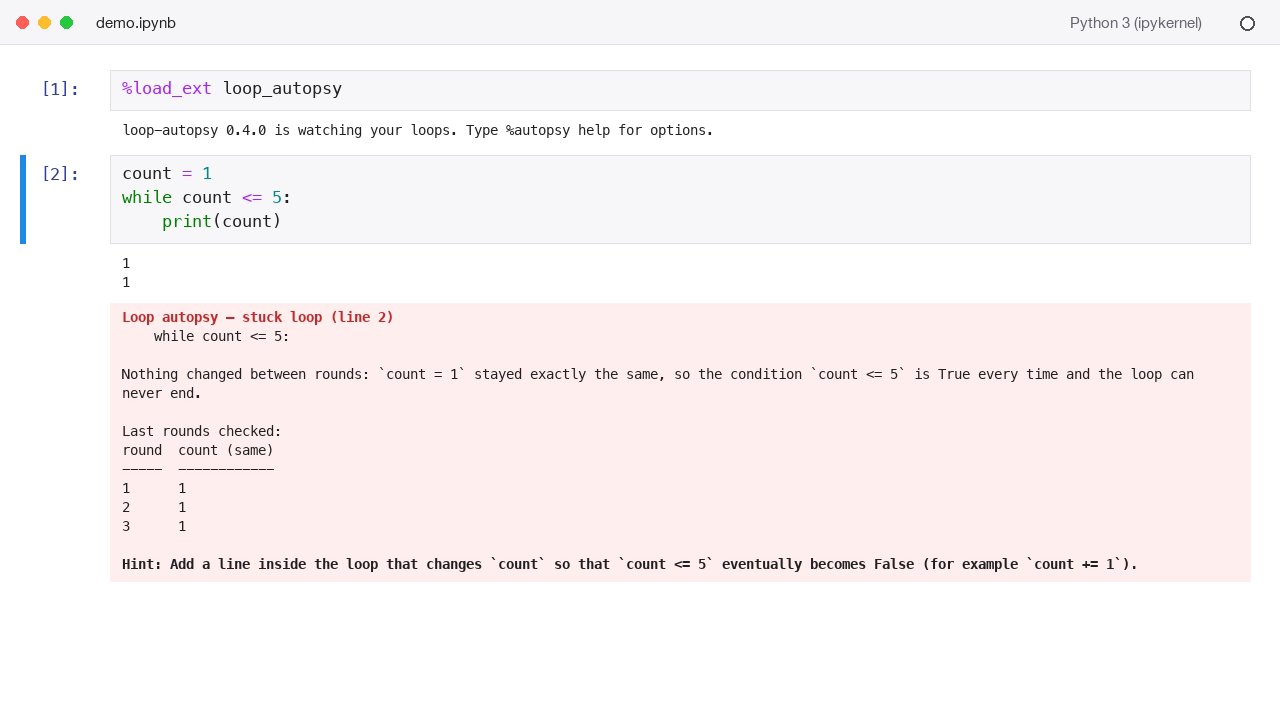 demo.ipynb
Python 3 (ipykernel)
[1]:
%load_ext loop_autopsy
loop-autopsy 0.4.0 is watching your loops. Type %autopsy help for options.
[2]:
count = 1
while count <= 5:
    print(count)
1
1
Loop autopsy — stuck loop (line 2)
    while count <= 5:
Nothing changed between rounds: `count = 1` stayed exactly the same, so the condition `count <= 5` is True every time and the loop can
never end.
Last rounds checked:
round  count (same)
-----  ------------
1      1
2      1
3      1
Hint: Add a line inside the loop that changes `count` so that `count <= 5` eventually becomes False (for example `count += 1`).